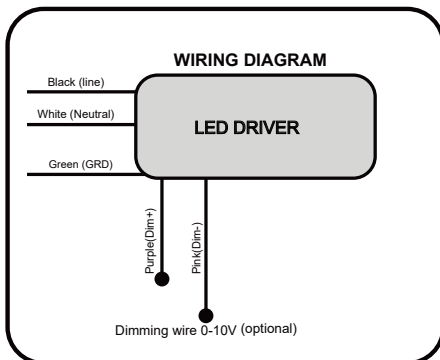 WIRING DIAGRAM
Black (line)
White (Neutral)
LED DRIVER
Green (GRD)
Purple(Dim+)
Pink(Dim-)
Dimming wire 0-10V (optional)